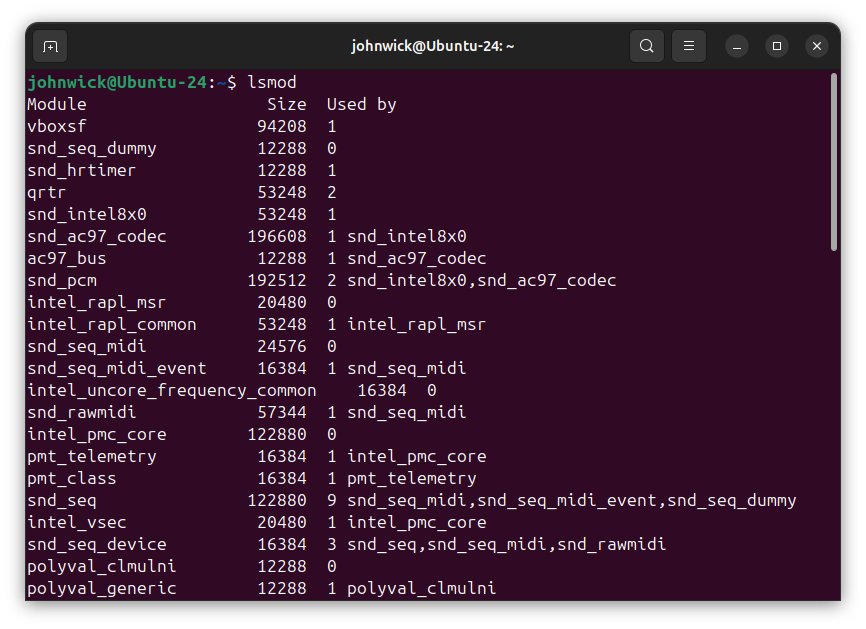 johnwick@Ubuntu-24: ~
johnwick@Ubuntu-24:~$ lsmod
Module                  Size  Used by
vboxsf                 94208  1
snd_seq_dummy          12288  0
snd_hrtimer            12288  1
qrtr                   53248  2
snd_intel8x0           53248  1
snd_ac97_codec        196608  1 snd_intel8x0
ac97_bus               12288  1 snd_ac97_codec
snd_pcm               192512  2 snd_intel8x0,snd_ac97_codec
intel_rapl_msr         20480  0
intel_rapl_common      53248  1 intel_rapl_msr
snd_seq_midi           24576  0
snd_seq_midi_event     16384  1 snd_seq_midi
intel_uncore_frequency_common    16384  0
snd_rawmidi            57344  1 snd_seq_midi
intel_pmc_core        122880  0
pmt_telemetry          16384  1 intel_pmc_core
pmt_class              16384  1 pmt_telemetry
snd_seq               122880  9 snd_seq_midi,snd_seq_midi_event,snd_seq_dummy
intel_vsec             20480  1 intel_pmc_core
snd_seq_device         16384  3 snd_seq,snd_seq_midi,snd_rawmidi
polyval_clmulni        12288  0
polyval_generic        12288  1 polyval_clmulni